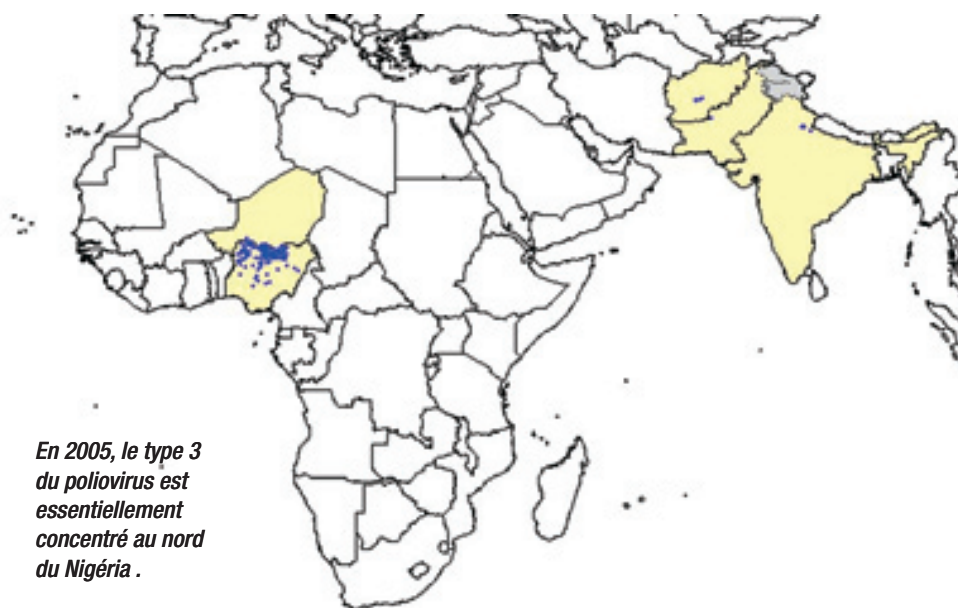 En 2005, le type 3
du poliovirus est
essentiellement
concentré au nord
du Nigéria .